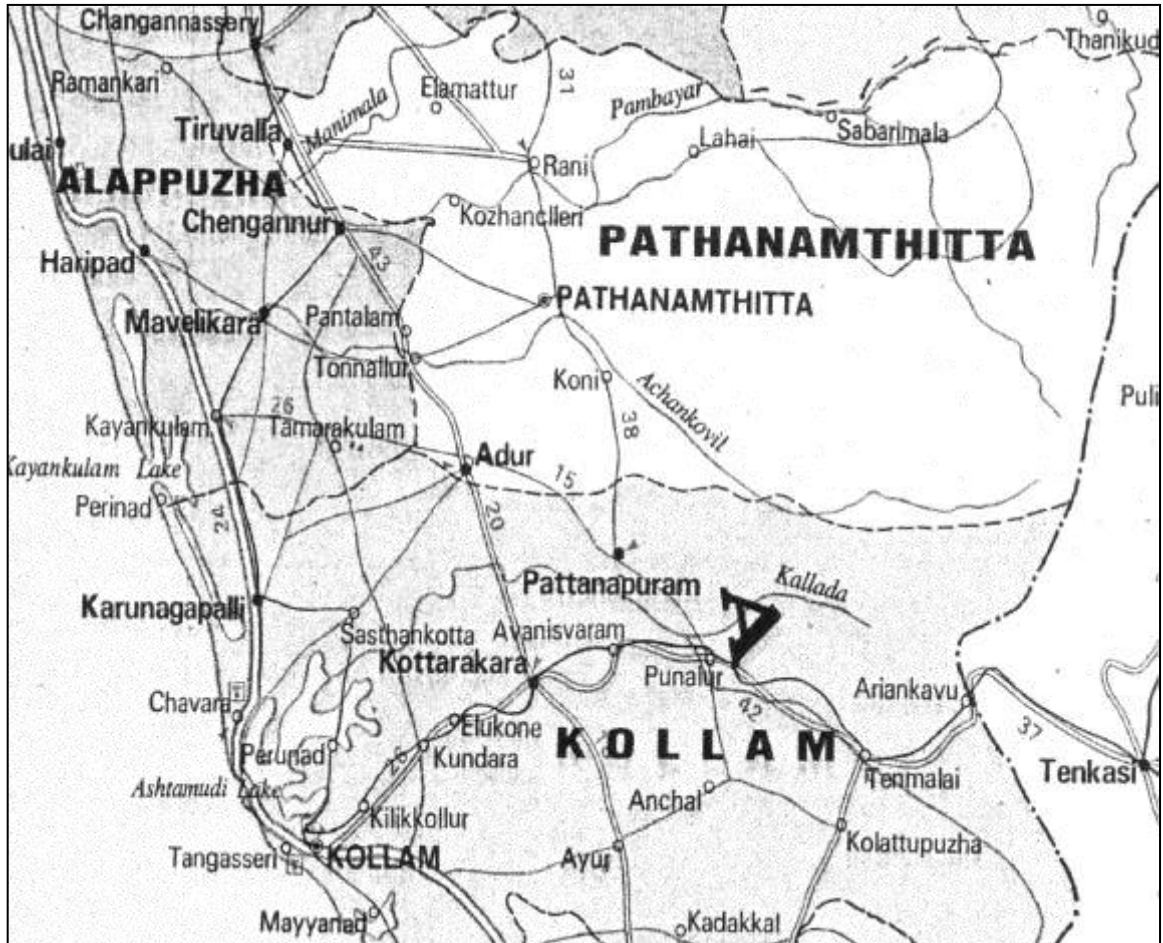 Changannassery
Thanikud
Ramankari
Elamattur
31
Manimala
Pambayar
Tiruvalla
Lahai
Sabarimala
ulai
Rani
ALAPPUZHA
Kozhanclleri
Chengannur
PATHANAMTHITTA
Haripad
43
PATHANAMTHITTA
Mavelikara
Pantalam
Tonnallur
Koni
Achankovil
Puli
26
Kayankulam
Tamarakulam
38
Adur
Kayankulam Lake
15
Perinad
24
20
Pattanapuram
Kallada
A
Karunagapalli
Sasthankotta
Avanisvaram
Kottarakara
Punalur
Ariankavu
Chavara
42
37
Elukone
KOLLAM
Perunad
Kundara
Tenmalai
Tenkasi
Ashtamudi Lake
Anchal
Kilikkollur
Kolattupuzha
Tangasseri
KOLLAM
Ayur
Mayyanad
Kadakkal